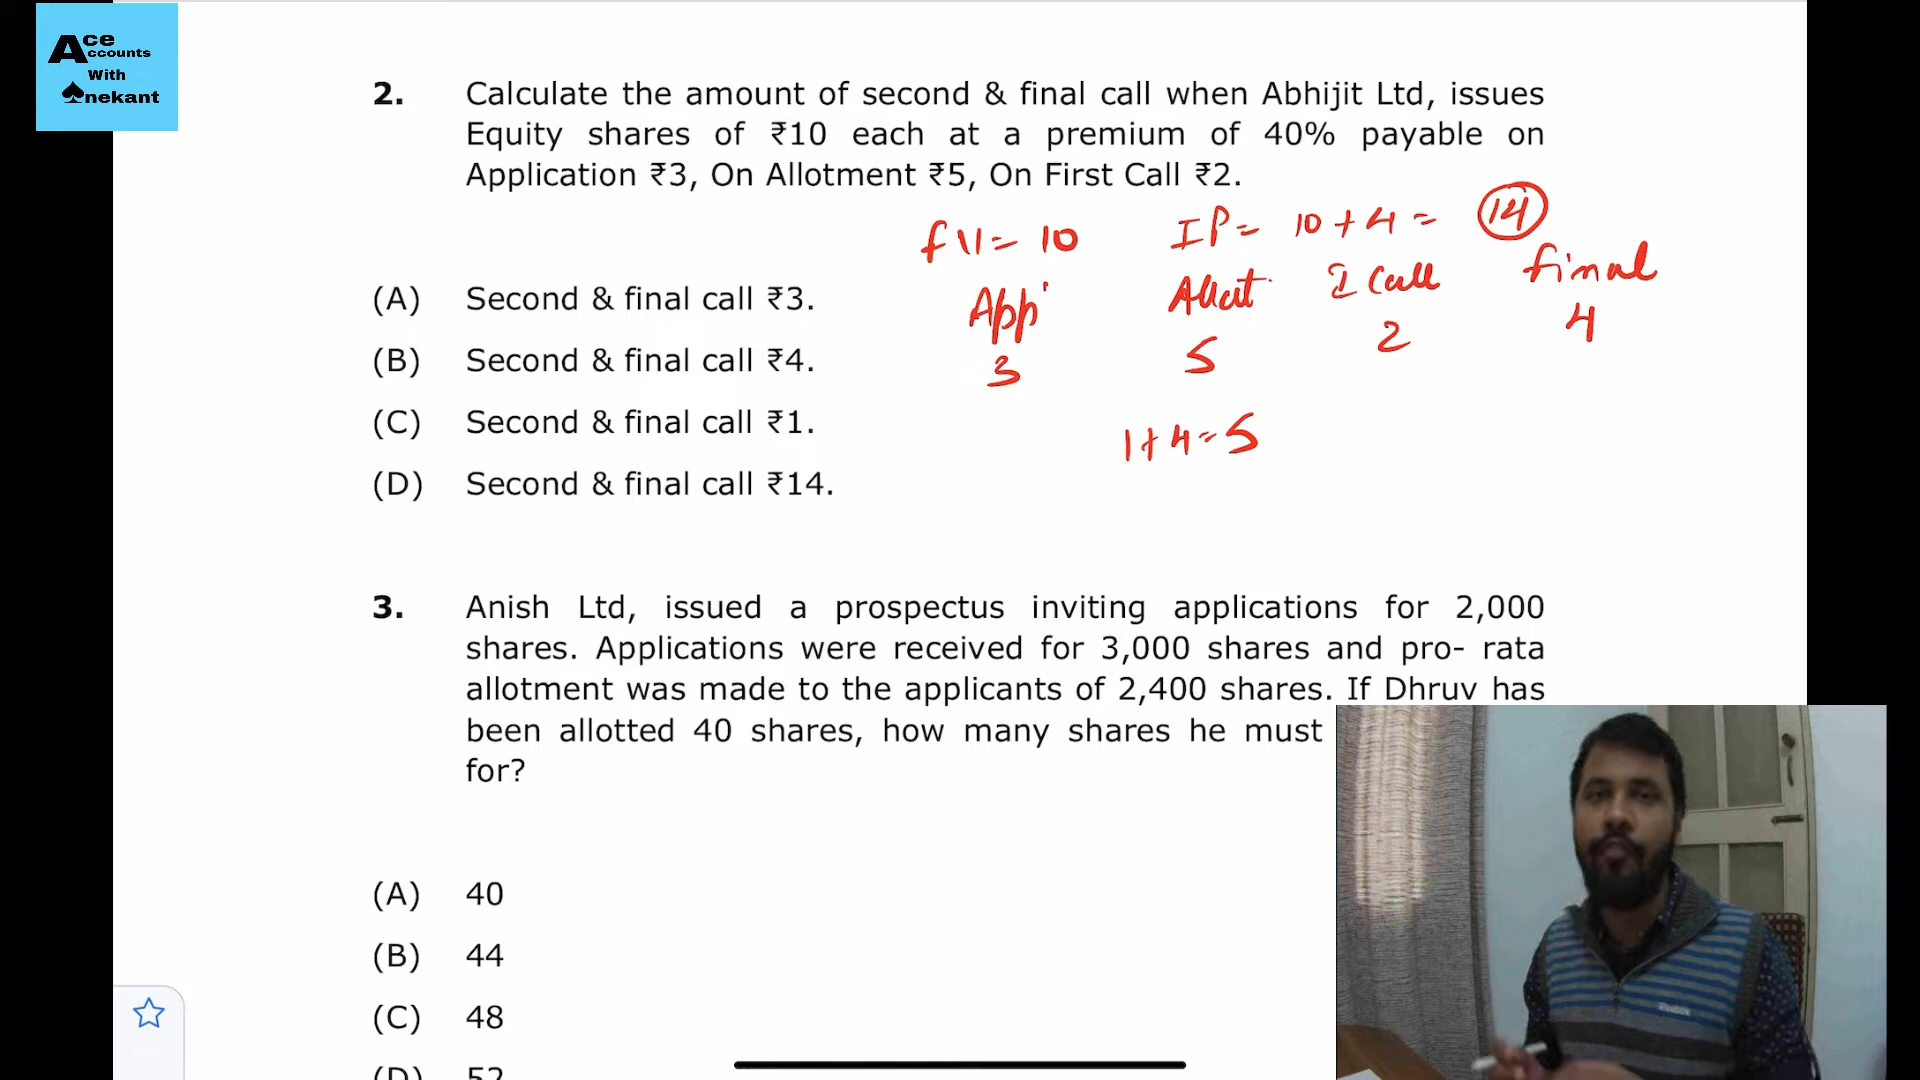 Ace
Accounts
With
Anekant
2. Calculate the amount of second & final call when Abhijit Ltd, issues
Equity shares of ₹10 each at a premium of 40% payable on
Application ₹3, On Allotment ₹5, On First Call ₹2.
IP = 10 + 4 = 14
= 10
(A) Second & final call ₹3.
App
Allot
I Call
final
(B) Second & final call ₹4.
3
5
2
4
(C) Second & final call ₹1.
1 + 4 = 5
(D) Second & final call ₹14.
3. Anish Ltd, issued a prospectus inviting applications for 2,000
shares. Applications were received for 3,000 shares and pro- rata
allotment was made to the applicants of 2,400 shares. If Dhruv has
been allotted 40 shares, how many shares he must
for?
(A) 40
(B) 44
(C) 48
(D) 52